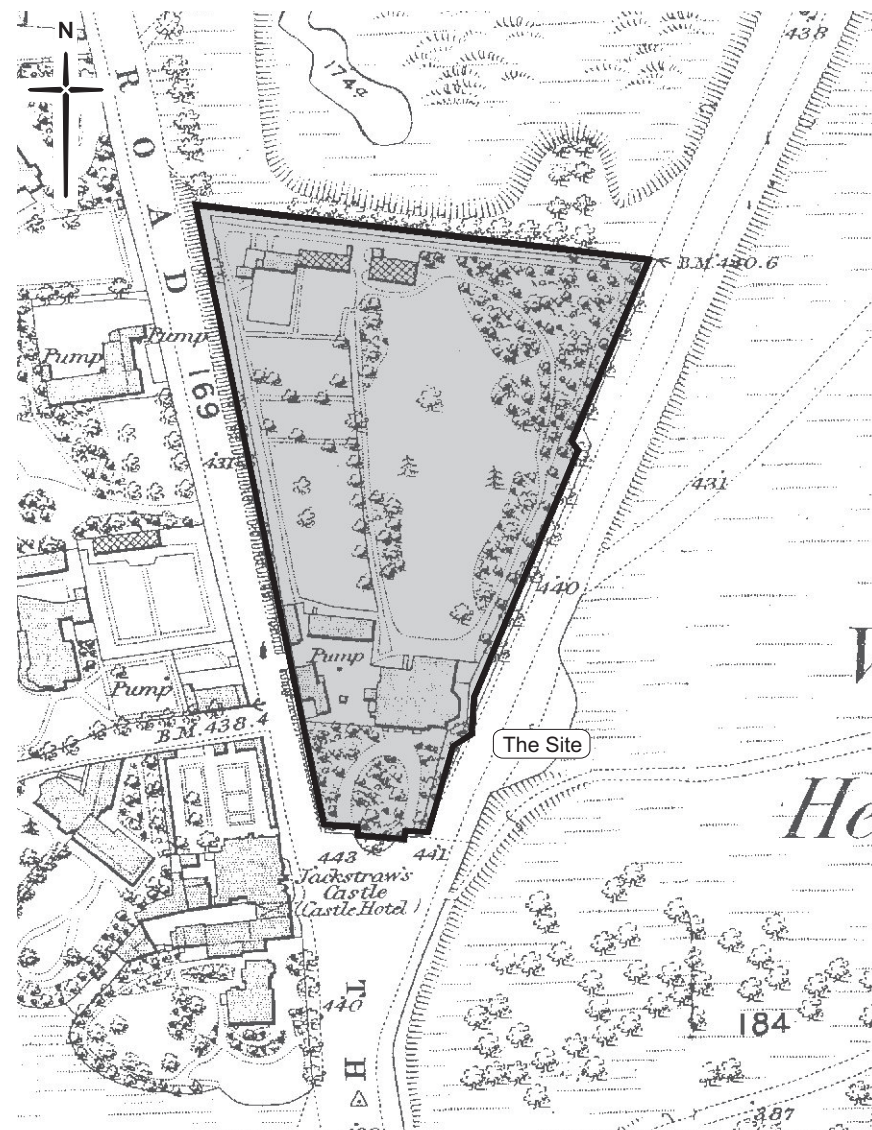 N
438
174a
ROAD
B.M. 440.6
Pump
Pump
169
431
431
440
Pump
Pump
B.M. 438.4
The Site
He
443
441
Jackstraw's
Castle
(Castle Hotel)
440
T
H
184
387